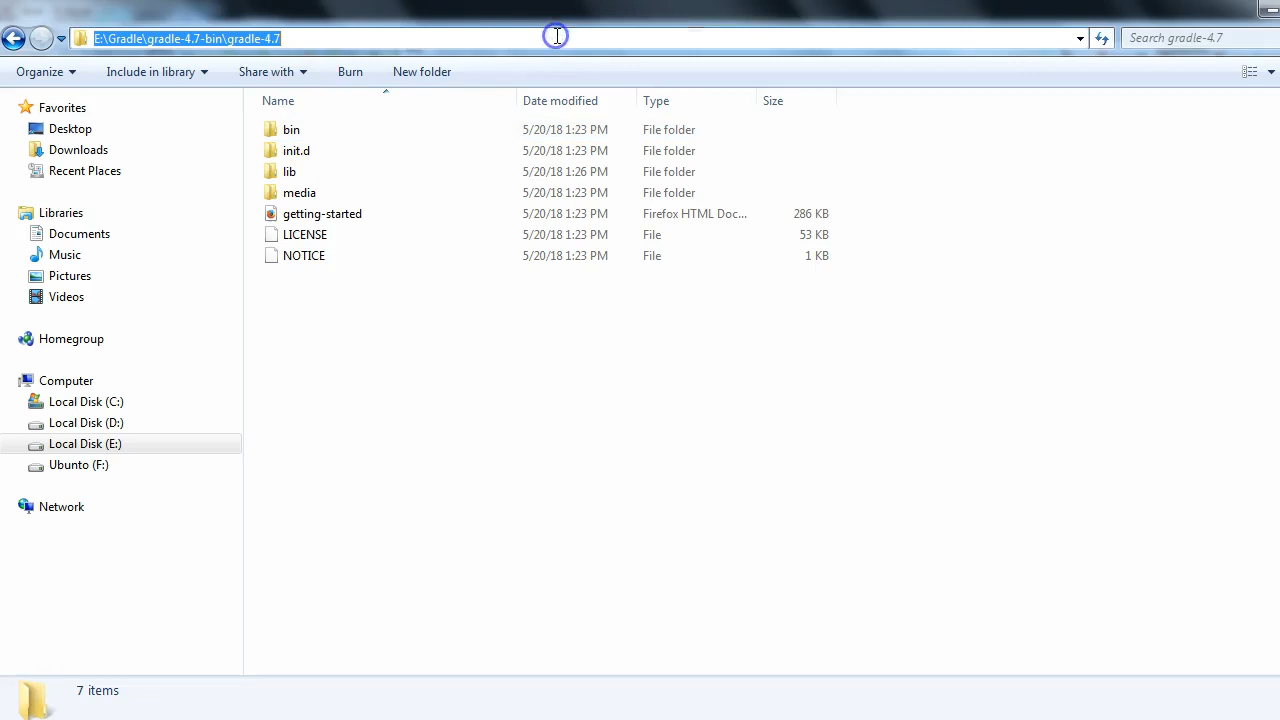 E:\Gradle\gradle-4.7-bin\gradle-4.7
Search gradle-4.7
Organize Include in library Share with Burn New folder
Favorites
Desktop
Downloads
Recent Places
Libraries
Documents
Music
Pictures
Videos
Homegroup
Computer
Local Disk (C:)
Local Disk (D:)
Local Disk (E:)
Ubunto (F:)
Network
Name Date modified Type Size
bin 5/20/18 1:23 PM File folder
init.d 5/20/18 1:23 PM File folder
lib 5/20/18 1:26 PM File folder
media 5/20/18 1:23 PM File folder
getting-started 5/20/18 1:23 PM Firefox HTML Doc... 286 KB
LICENSE 5/20/18 1:23 PM File 53 KB
NOTICE 5/20/18 1:23 PM File 1 KB
7 items